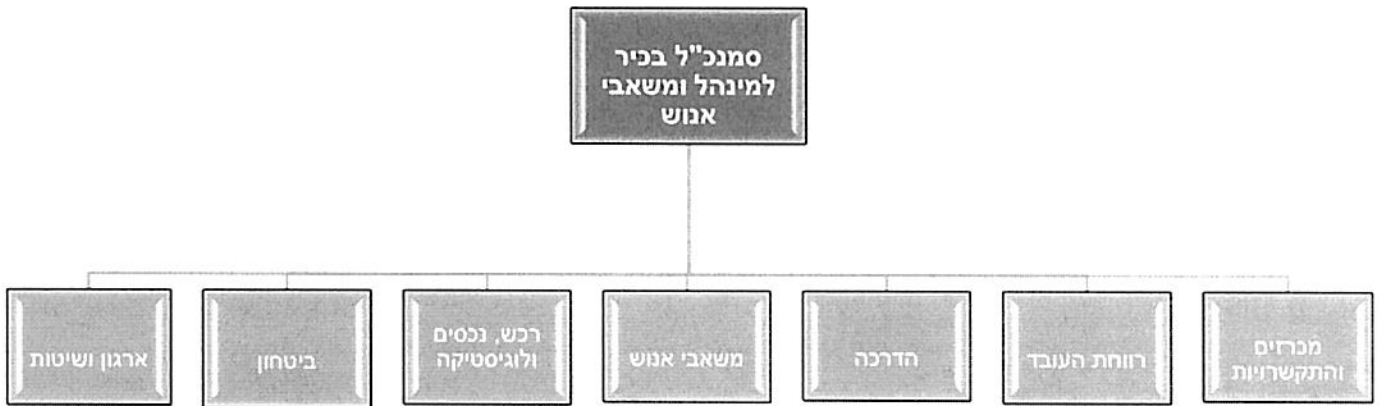 סמנכ"ל בכיר
למינהל ומשאבי
אנוש
מכרזים
והתקשרויות
רווחת העובד
הדרכה
משאבי אנוש
רכש, נכסים
ולוגיסטיקה
ביטחון
ארגון ושיטות